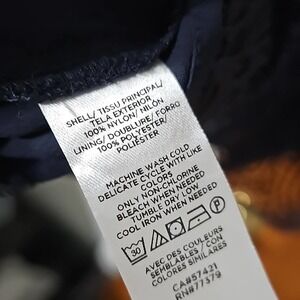 SHELL/ TISSU PRINCIPAL/
TELA EXTERIOR
100% NYLON/ NILON
LINING/ DOUBLURE/ FORRO
100% POLYESTER/
POLIÉSTER
MACHINE WASH COLD
DELICATE CYCLE WITH LIKE
COLORS
ONLY NON-CHLORINE
BLEACH WHEN NEEDED
TUMBLE DRY LOW
COOL IRON WHEN NEEDED
30
AVEC DES COULEURS
SEMBLABLES / CON
COLORES SIMILARES
CA#57421
RN#77379